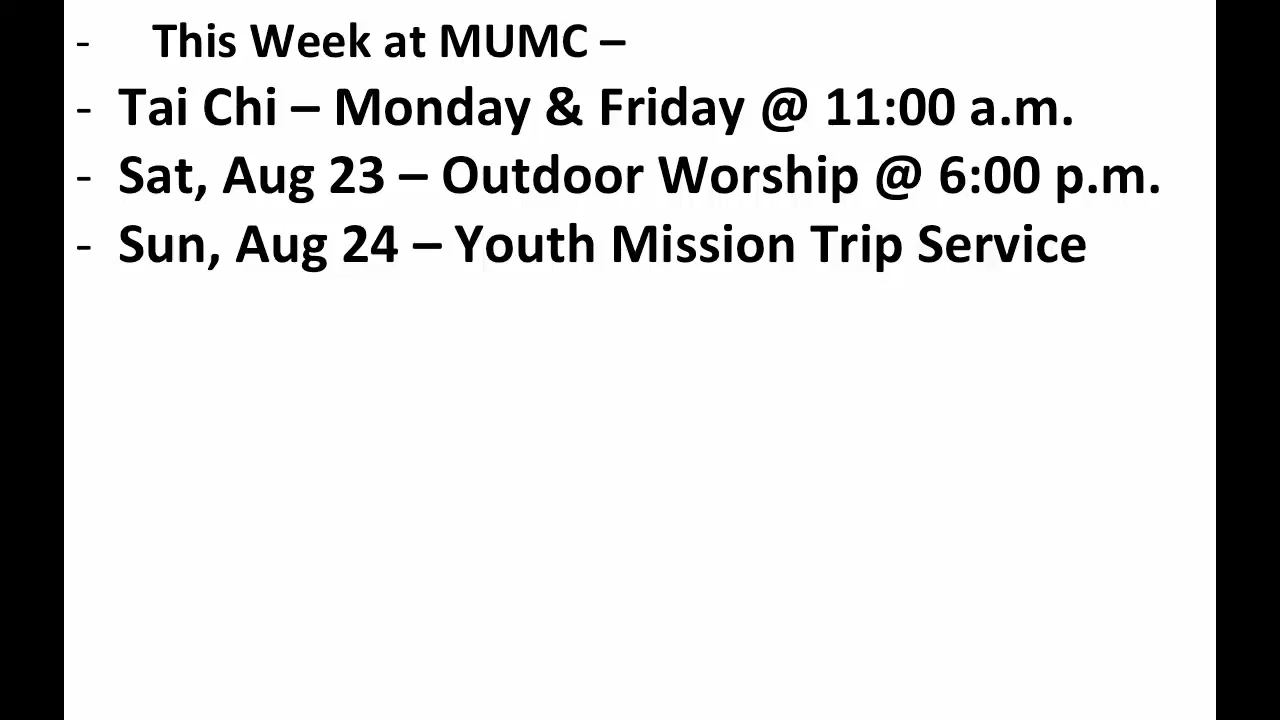 - This Week at MUMC –
- Tai Chi – Monday & Friday @ 11:00 a.m.
- Sat, Aug 23 – Outdoor Worship @ 6:00 p.m.
- Sun, Aug 24 – Youth Mission Trip Service